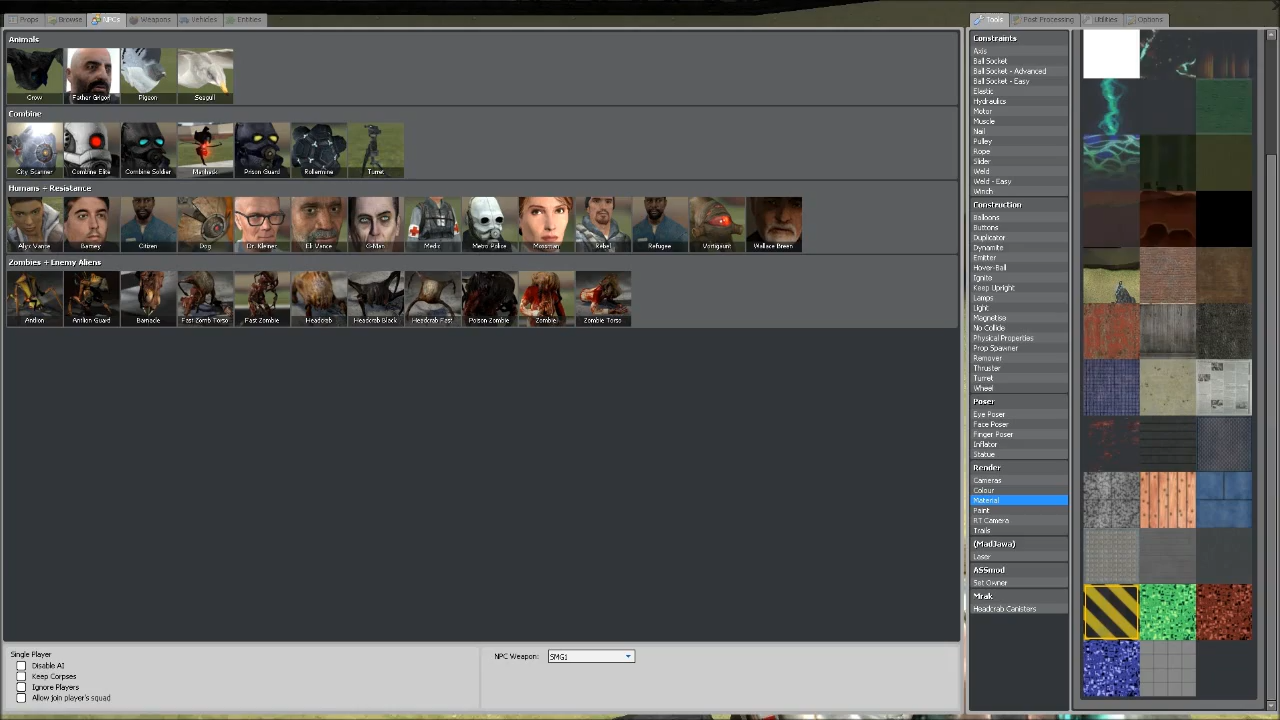 Props Browse NPCs Weapons Vehicles Entities
Animals
Crow Father Grigori Pigeon Seagull
Combine
City Scanner Combine Elite Combine Soldier Manhack Prison Guard Rollermine Turret
Humans + Resistance
Alyx Vance Barney Citizen Dog Dr. Kleiner Eli Vance G-Man Medic Metro Police Mossman Rebel Refugee Vortigaunt Wallace Breen
Zombies + Enemy Aliens
Antlion Antlion Guard Barnacle Fast Zomb Torso Fast Zombie Headcrab Headcrab Black Headcrab Fast Poison Zombie Zombie Zombie Torso
Single Player
Disable AI
Keep Corpses
Ignore Players
Allow join player's squad
NPC Weapon: SMG1
Tools Post Processing Utilities Options
Constraints
Axis
Ball Socket
Ball Socket - Advanced
Ball Socket - Easy
Elastic
Hydraulics
Motor
Muscle
Nail
Pulley
Rope
Slider
Weld
Weld - Easy
Winch
Construction
Balloons
Buttons
Duplicator
Dynamite
Emitter
Hover-Ball
Ignite
Keep Upright
Lamps
Light
Magnetise
No Collide
Physical Properties
Prop Spawner
Remover
Thruster
Turret
Wheel
Poser
Eye Poser
Face Poser
Finger Poser
Inflator
Statue
Render
Cameras
Colour
Material
Paint
RT Camera
Trails
(MadJawa)
Laser
ASSmod
Set Owner
Mrak
Headcrab Canisters